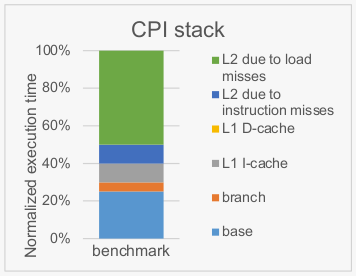 CPI stack
Normalized execution time
100%
80%
60%
40%
20%
0%
benchmark
L2 due to load
misses
L2 due to
instruction misses
L1 D-cache
L1 I-cache
branch
base